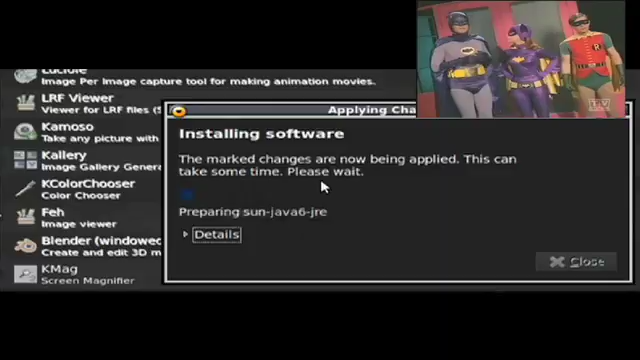 Image Per Image capture tool for making animation movies.
LRF Viewer
Viewer for LRF files (S
Kamoso
Take any picture with
Kallery
Image Gallery Genera
KColorChooser
Color Chooser
Feh
Image viewer
Blender (windowed
Create and edit 3D m
KMag
Screen Magnifier
Applying Cha
Installing software
The marked changes are now being applied. This can
take some time. Please wait.
Preparing sun-java6-jre
Details
Close